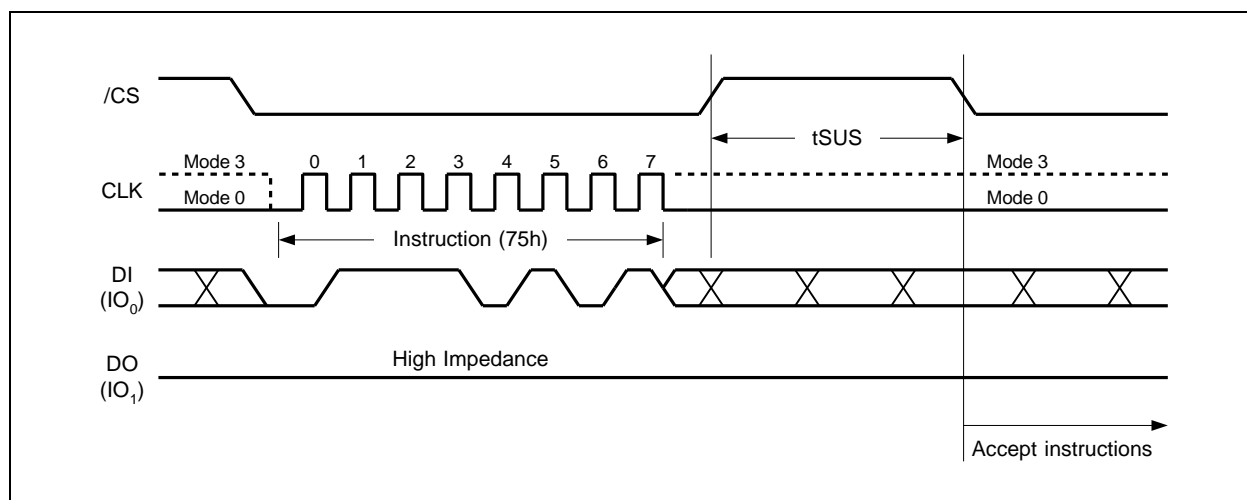 /CS
tSUS
Mode 3
0 1 2 3 4 5 6 7
Mode 3
CLK
Mode 0
Mode 0
Instruction (75h)
DI
(IO0)
High Impedance
DO
(IO1)
Accept instructions